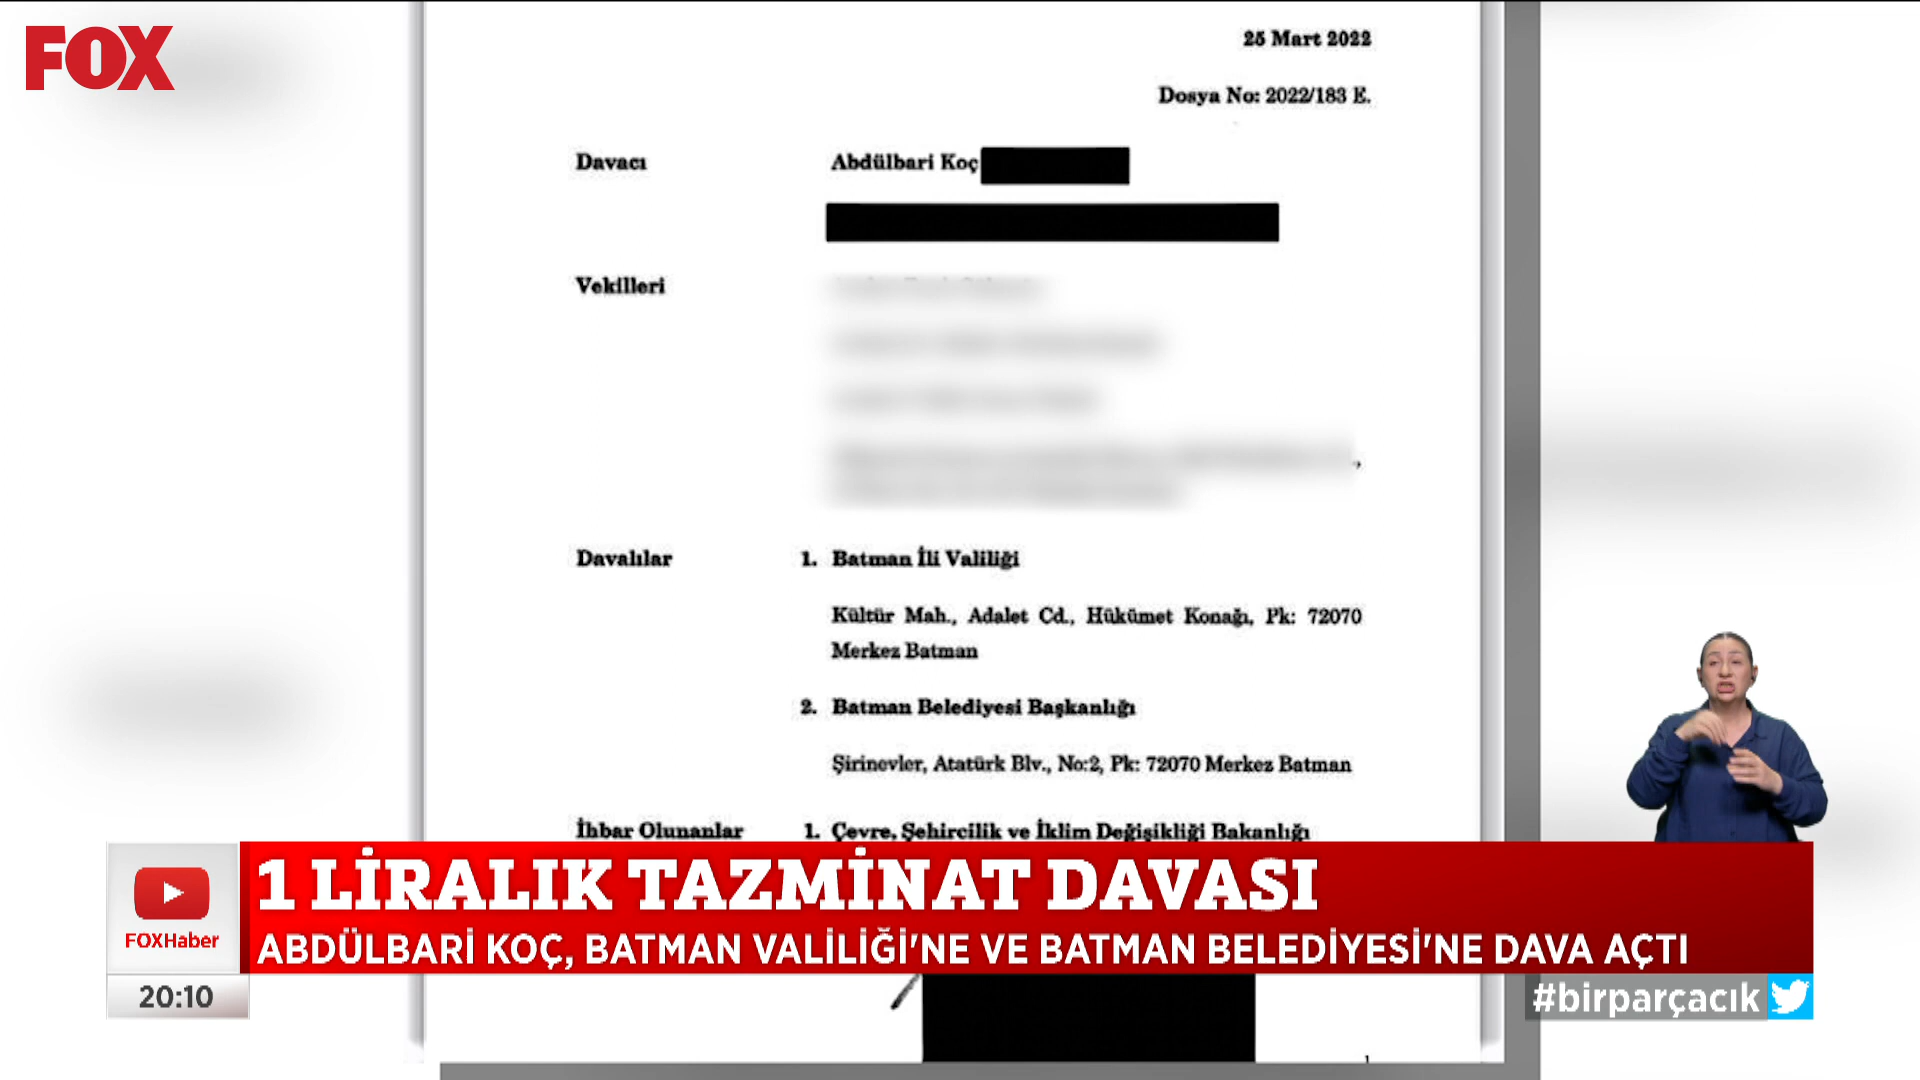 FOX
25 Mart 2022
Dosya No: 2022/183 E.
Davacı Abdülbari Koç
Vekilleri
Davalılar 1. Batman İli Valiliği
Kültür Mah., Adalet Cd., Hükümet Konağı, Pk: 72070
Merkez Batman
2. Batman Belediyesi Başkanlığı
Şirinevler, Atatürk Blv., No:2, Pk: 72070 Merkez Batman
İhbar Olunanlar 1. Çevre, Şehircilik ve İklim Değişikliği Bakanlığı
1 LİRALIK TAZMİNAT DAVASI
FOXHaber
ABDÜLBARİ KOÇ, BATMAN VALİLİĞİ'NE VE BATMAN BELEDİYESİ'NE DAVA AÇTI
20:10
#birparçacık
1